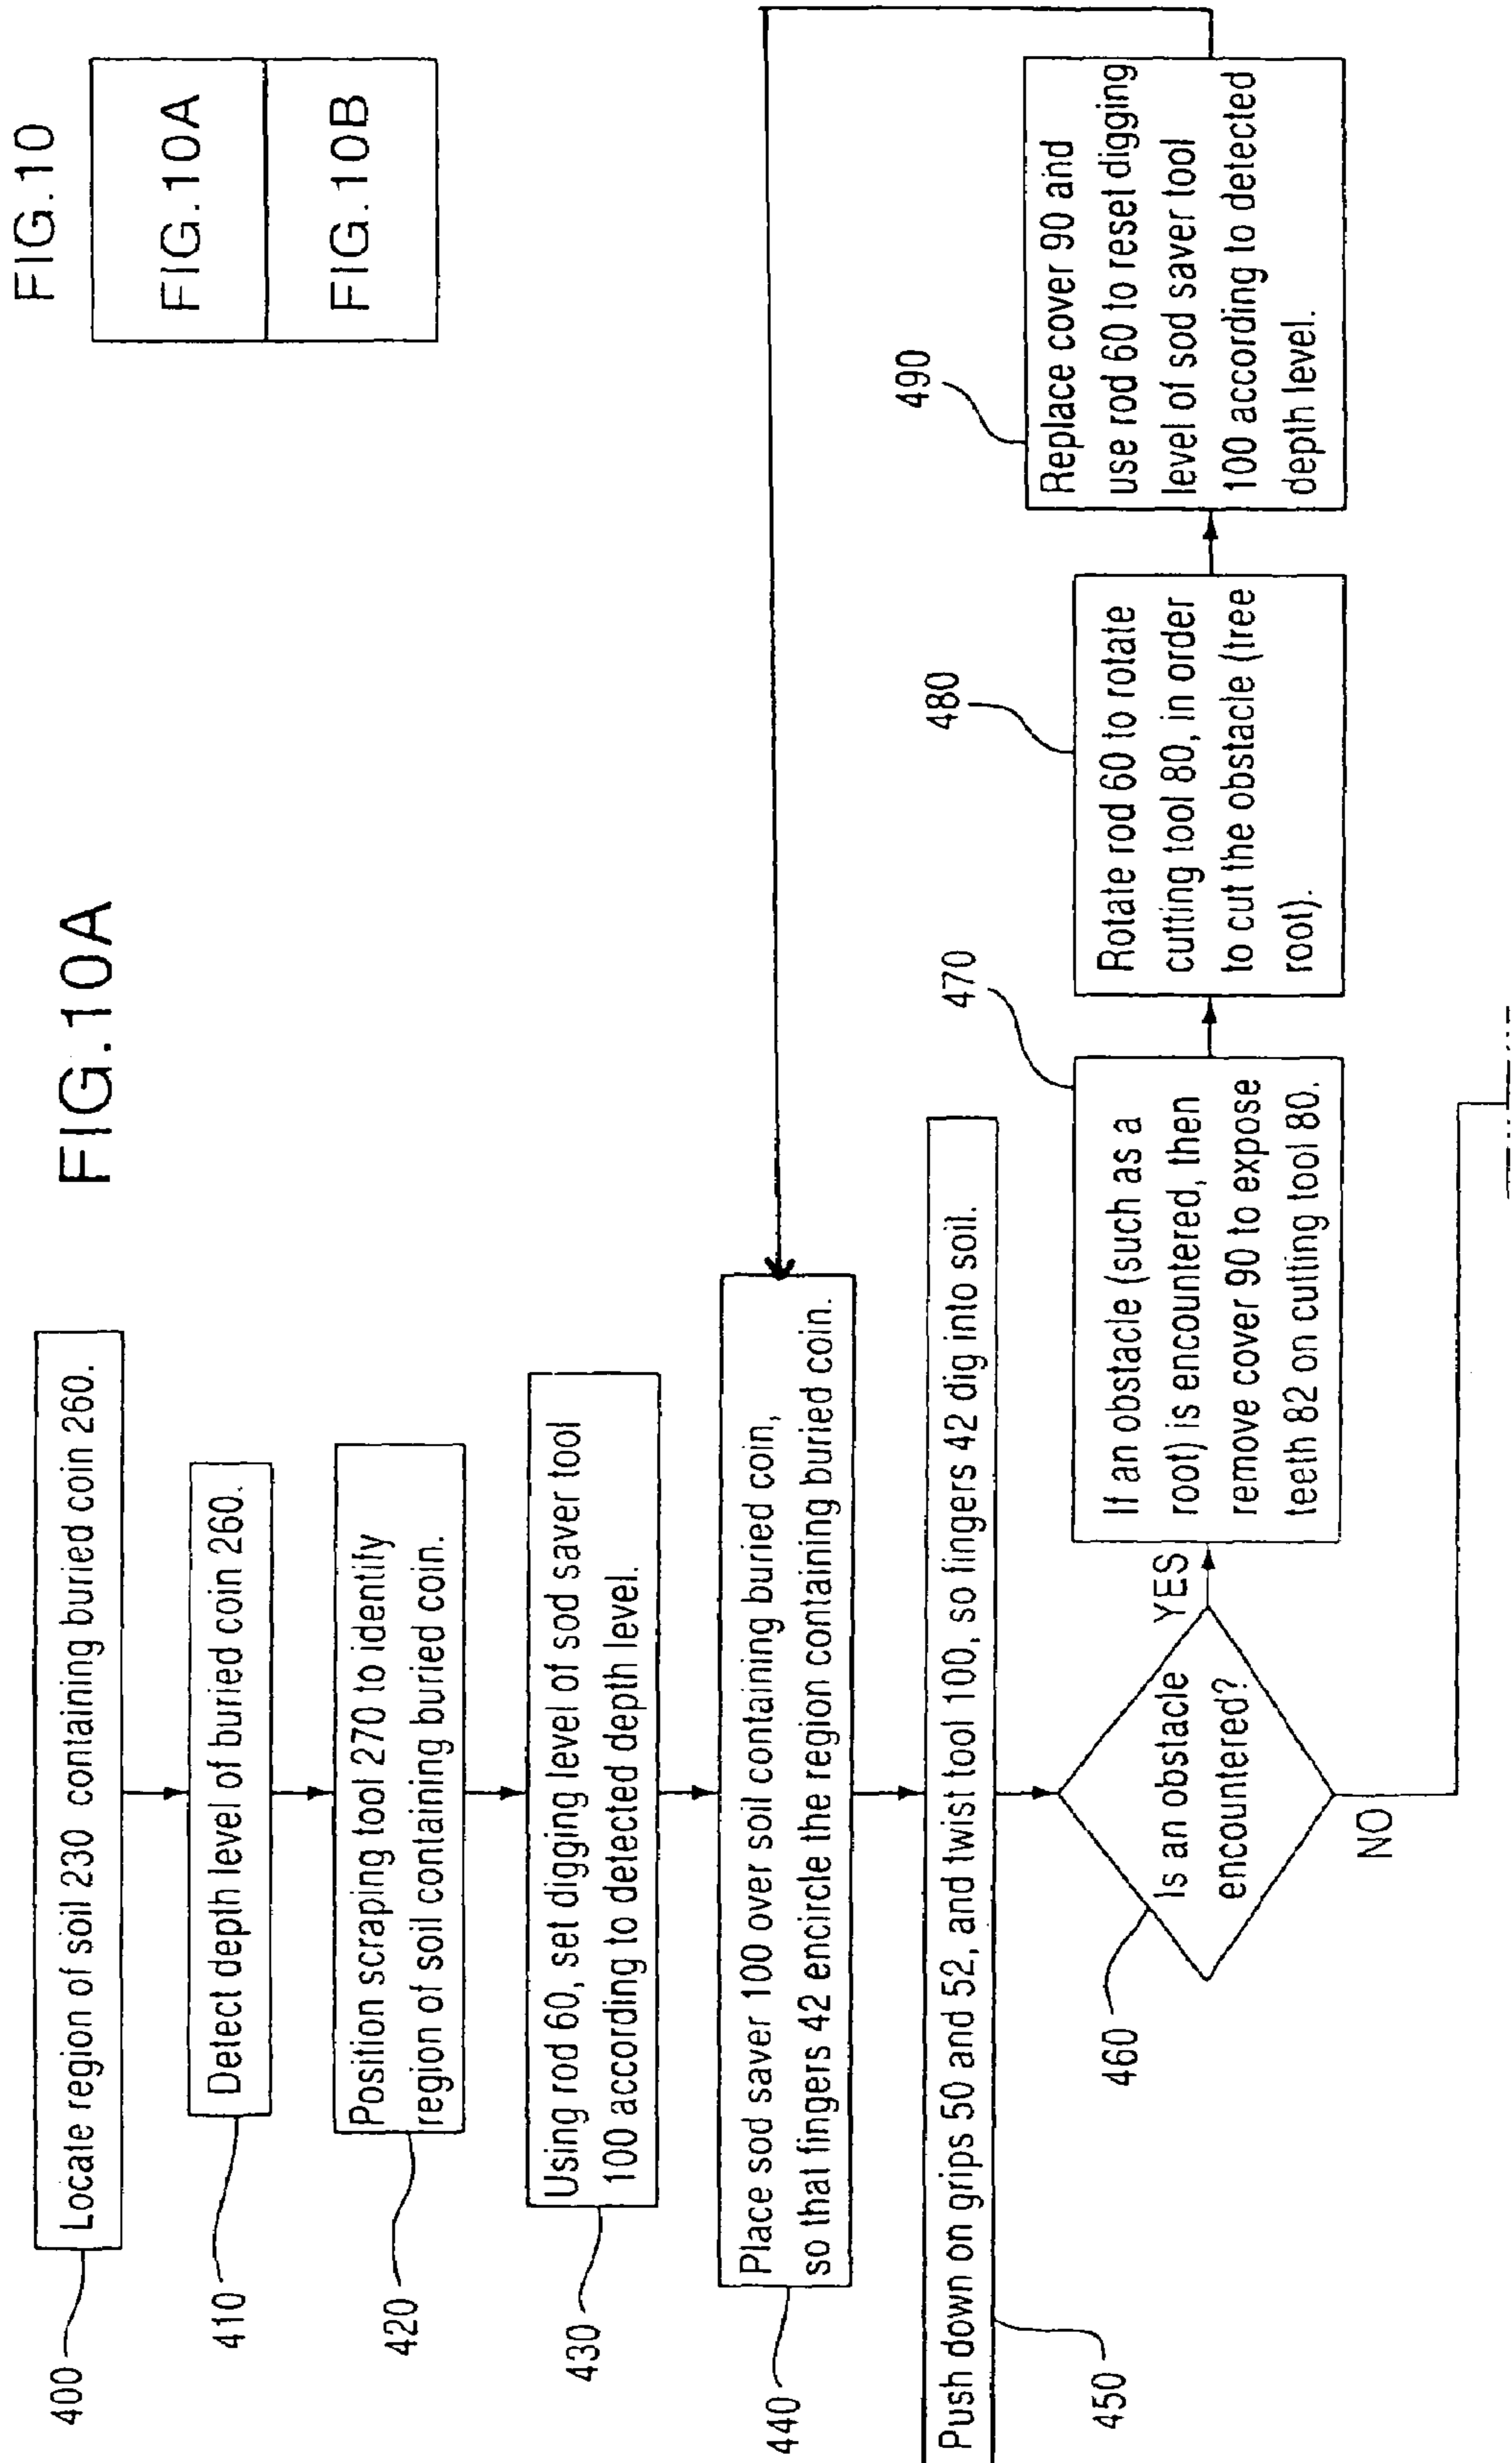 FIG.10
FIG.10A
FIG.10B
FIG.10A
400
Locate region of soil 230 containing buried coin 260.
410
Detect depth level of buried coin 260.
420
Position scraping tool 270 to identify
region of soil containing buried coin.
430
Using rod 60, set digging level of sod saver tool
100 according to detected depth level.
440
Place sod saver 100 over soil containing buried coin,
so that fingers 42 encircle the region containing buried coin.
450
Push down on grips 50 and 52, and twist tool 100, so fingers 42 dig into soil.
460
Is an obstacle
encountered?
YES
NO
470
If an obstacle (such as a
root) is encountered, then
remove cover 90 to expose
teeth 82 on cutting tool 80.
480
Rotate rod 60 to rotate
cutting tool 80, in order
to cut the obstacle (tree
root).
490
Replace cover 90 and
use rod 60 to reset digging
level of sod saver tool
100 according to detected
depth level.